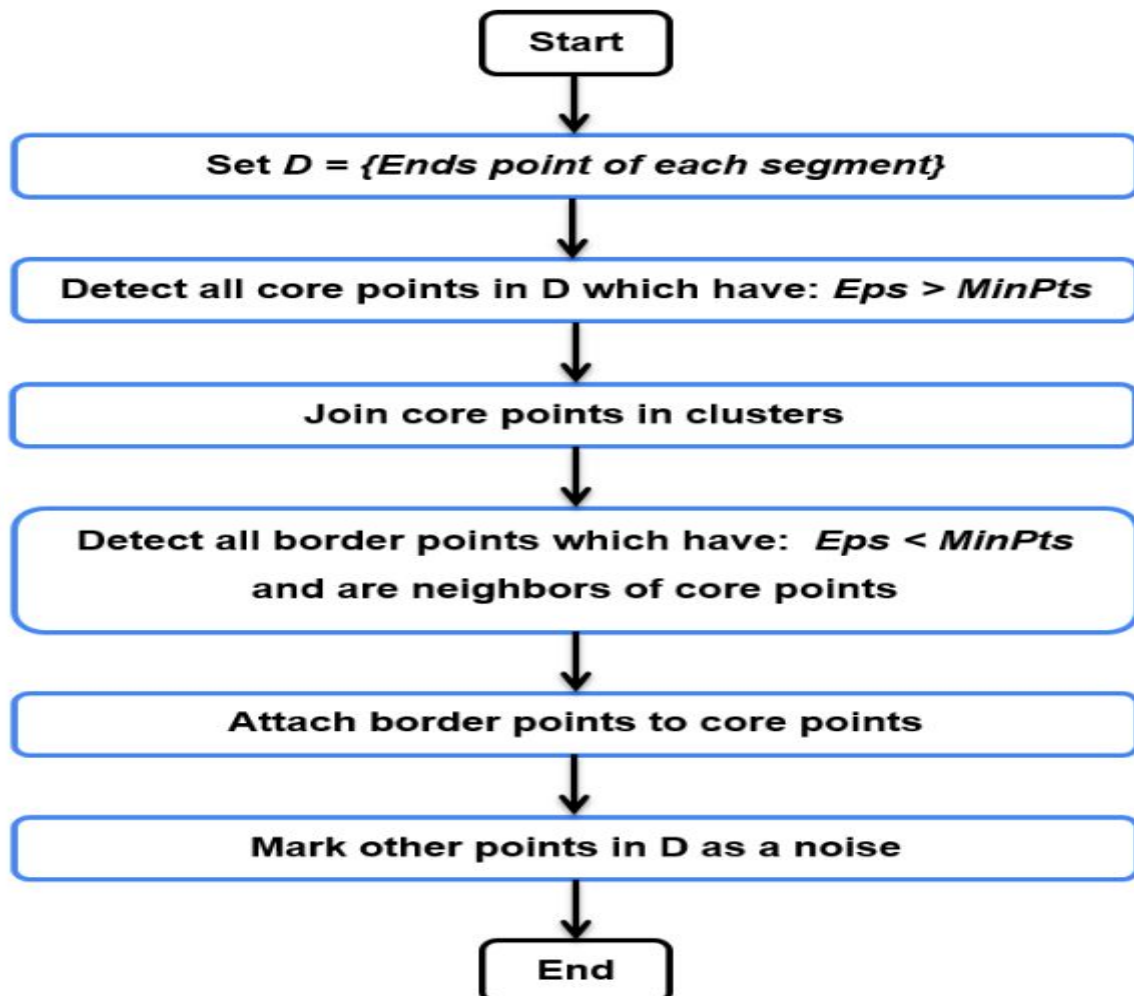 Start
Set D = {Ends point of each segment}
Detect all core points in D which have: Eps > MinPts
Join core points in clusters
Detect all border points which have: Eps < MinPts
and are neighbors of core points
Attach border points to core points
Mark other points in D as a noise
End